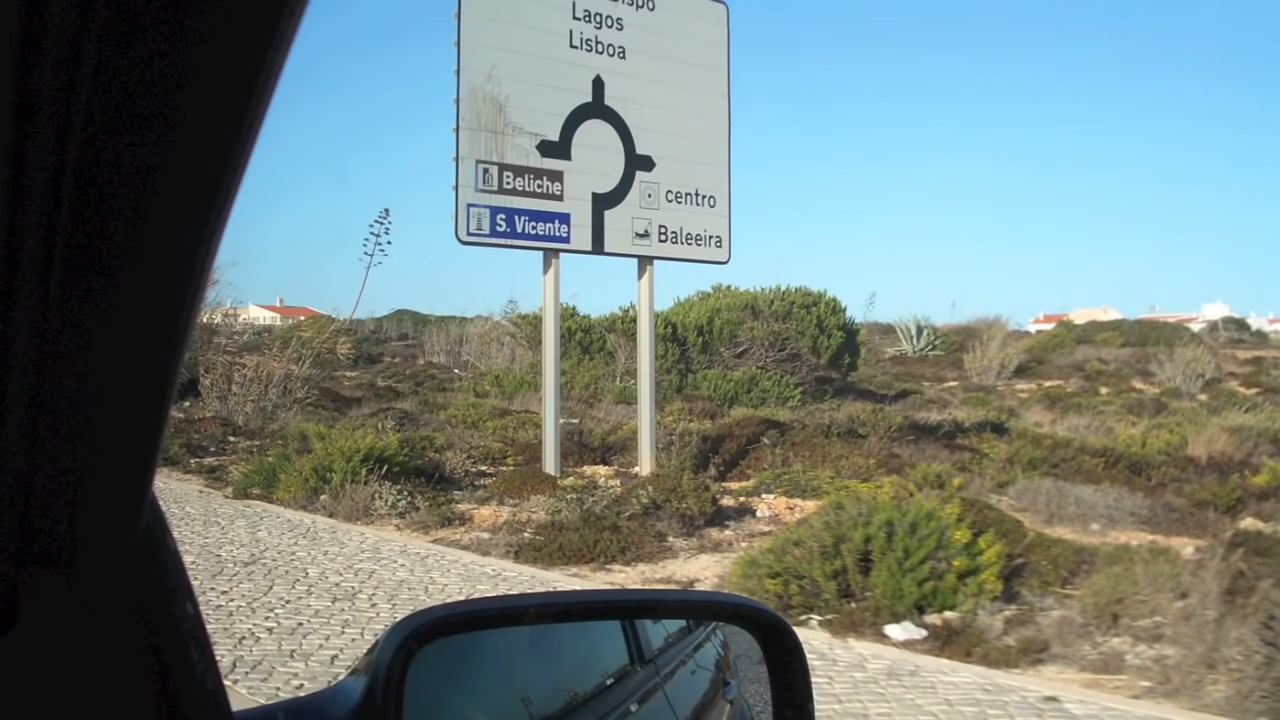 Lagos
Lisboa
Beliche
S. Vicente
centro
Baleeira